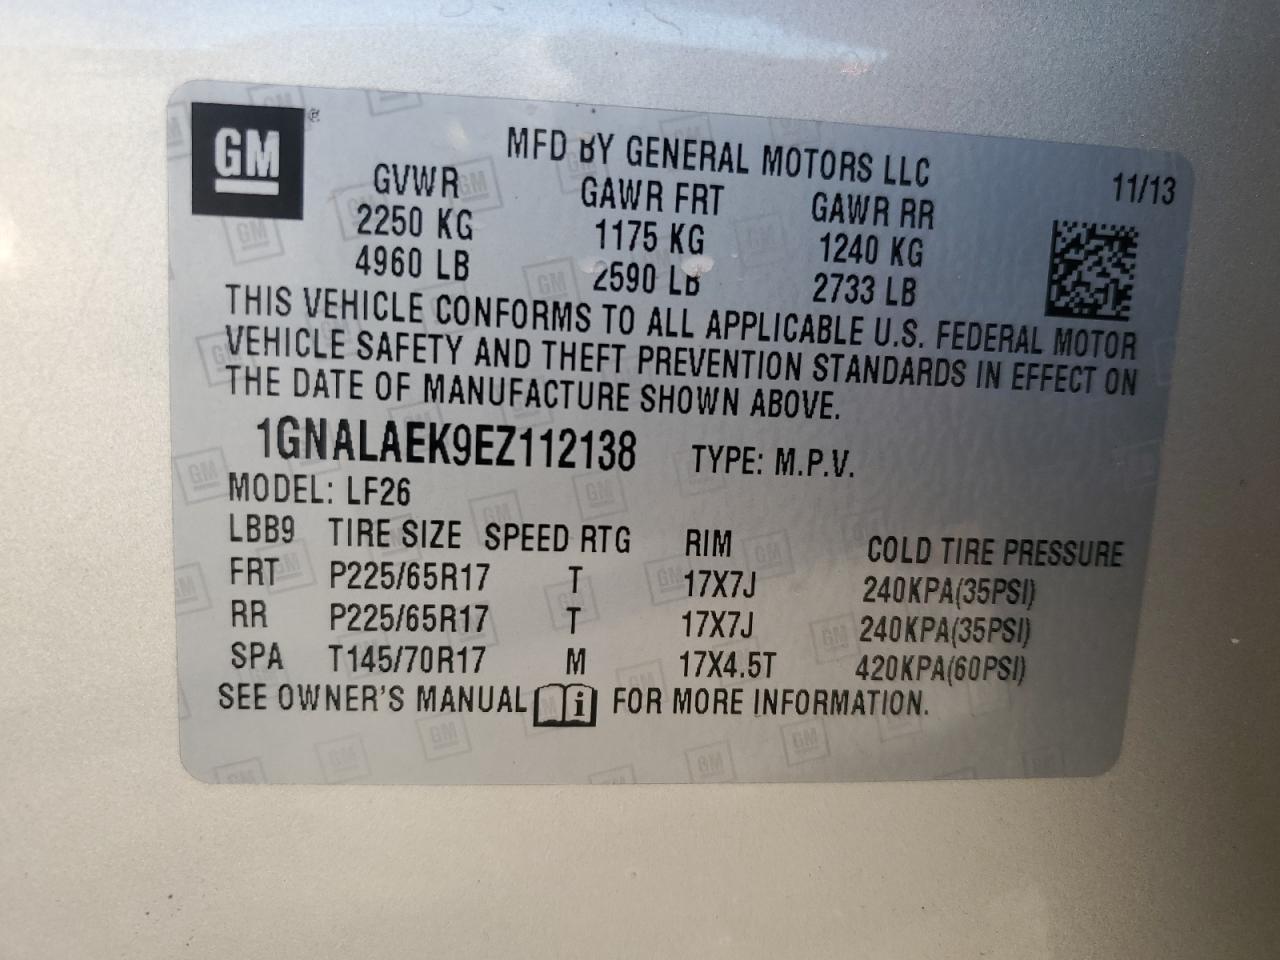 GM ®
MFD BY GENERAL MOTORS LLC
11/13
GVWR GAWR FRT GAWR RR
2250 KG 1175 KG 1240 KG
4960 LB 2590 LB 2733 LB
THIS VEHICLE CONFORMS TO ALL APPLICABLE U.S. FEDERAL MOTOR
VEHICLE SAFETY AND THEFT PREVENTION STANDARDS IN EFFECT ON
THE DATE OF MANUFACTURE SHOWN ABOVE.
1GNALAEK9EZ112138 TYPE: M.P.V.
MODEL: LF26
LBB9 TIRE SIZE SPEED RTG RIM COLD TIRE PRESSURE
FRT P225/65R17 T 17X7J 240KPA(35PSI)
RR P225/65R17 T 17X7J 240KPA(35PSI)
SPA T145/70R17 M 17X4.5T 420KPA(60PSI)
SEE OWNER'S MANUAL i FOR MORE INFORMATION.